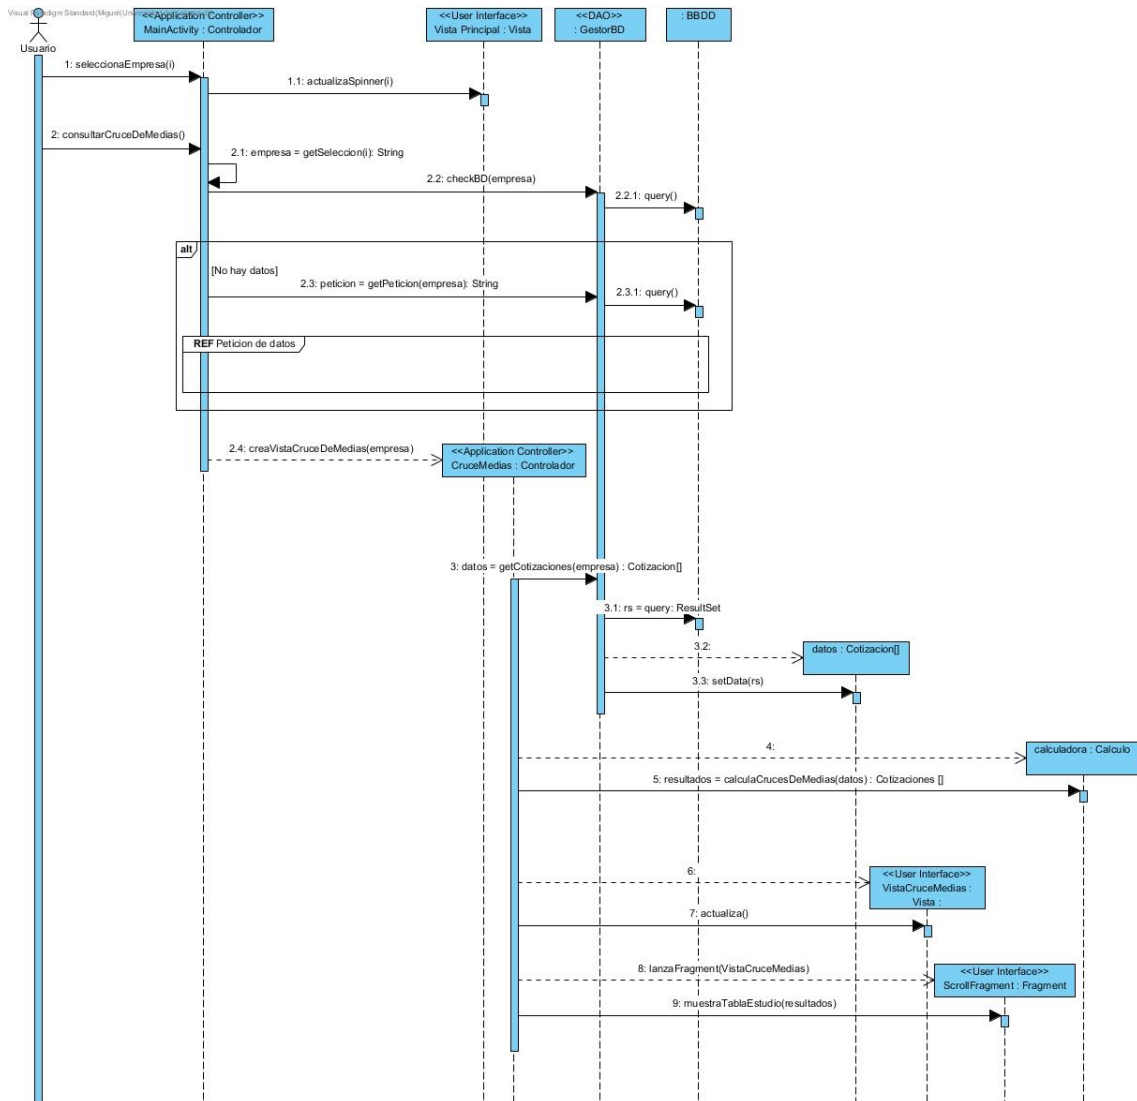 Visual Paradigm Standard(Miguel(Uni
Usuario
<<Application Controller>>
MainActivity : Controlador
<<User Interface>>
Vista Principal : Vista
<<DAO>>
: GestorBD
: BBDD
1: seleccionaEmpresa(i)
1.1: actualizaSpinner(i)
2: consultarCruceDeMedias()
2.1: empresa = getSeleccion(i): String
2.2: checkBD(empresa)
2.2.1: query()
alt
[No hay datos]
2.3: peticion = getPeticion(empresa): String
2.3.1: query()
REF Peticion de datos
2.4: creaVistaCruceDeMedias(empresa)
<<Application Controller>>
CruceMedias : Controlador
3: datos = getCotizaciones(empresa) : Cotizacion[]
3.1: rs = query: ResultSet
3.2:
datos : Cotizacion[]
3.3: setData(rs)
4:
calculadora : Calculo
5: resultados = calculaCrucesDeMedias(datos) : Cotizaciones []
6:
<<User Interface>>
VistaCruceMedias :
Vista :
7: actualiza()
8: lanzaFragment(VistaCruceMedias)
<<User Interface>>
ScrollFragment : Fragment
9: muestraTablaEstudio(resultados)